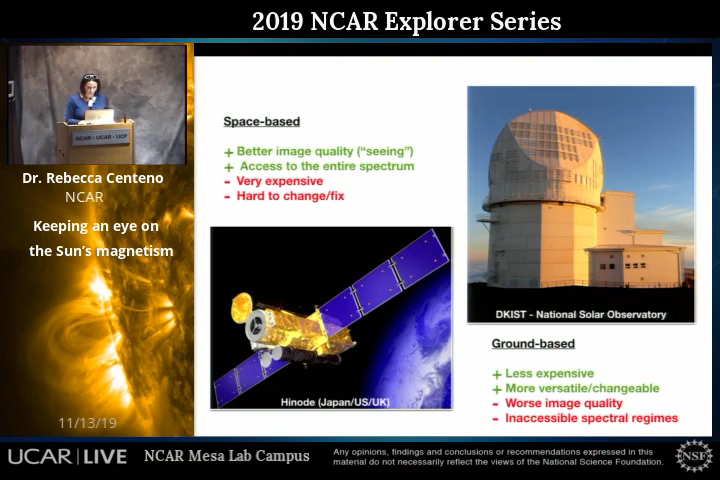 2019 NCAR Explorer Series
NCAR • UCAR • UCP
Dr. Rebecca Centeno
NCAR
Keeping an eye on
the Sun's magnetism
11/13/19
Space-based
+ Better image quality ("seeing")
+ Access to the entire spectrum
- Very expensive
- Hard to change/fix
Hinode (Japan/US/UK)
DKIST - National Solar Observatory
Ground-based
+ Less expensive
+ More versatile/changeable
- Worse image quality
- Inaccessible spectral regimes
UCAR | LIVE
NCAR Mesa Lab Campus
Any opinions, findings and conclusions or recommendations expressed in this
material do not necessarily reflect the views of the National Science Foundation.
NSF